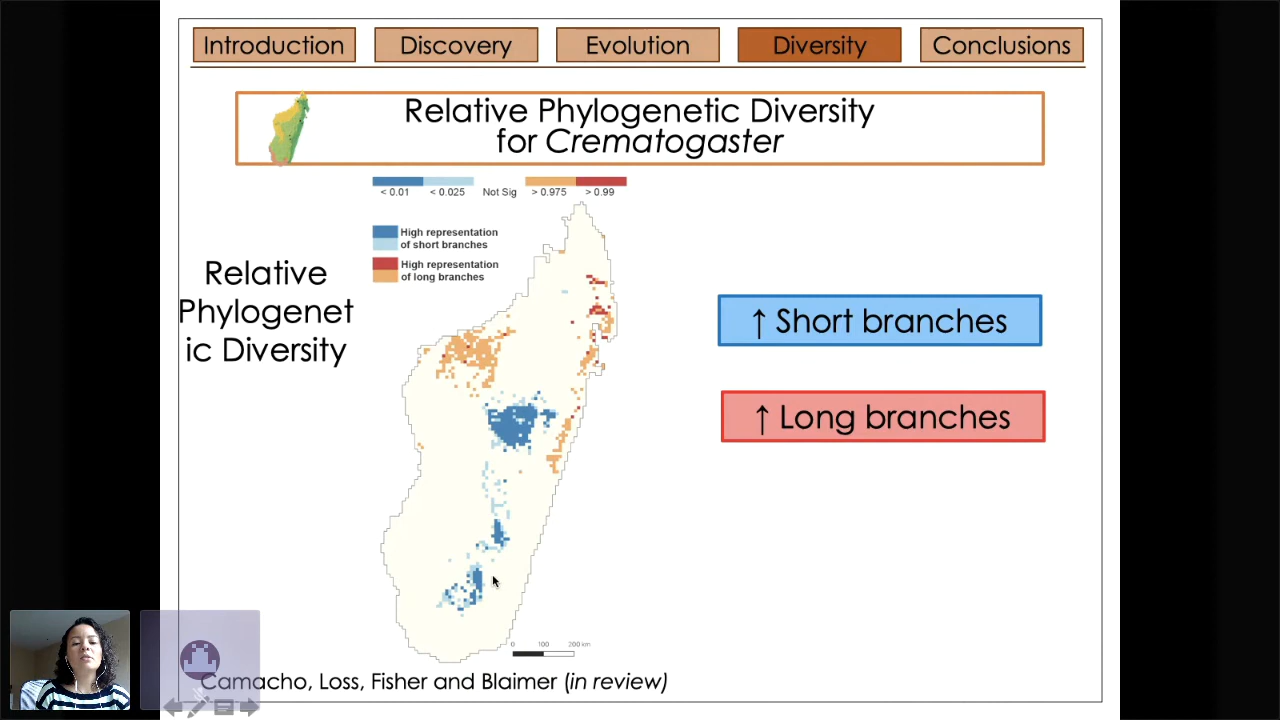 Introduction
Discovery
Evolution
Diversity
Conclusions
Relative Phylogenetic Diversity
for Crematogaster
< 0.01
< 0.025
Not Sig
> 0.975
> 0.99
High representation
of short branches
High representation
of long branches
Relative
Phylogenet
ic Diversity
↑ Short branches
↑ Long branches
0
100
200 km
Camacho, Loss, Fisher and Blaimer (in review)